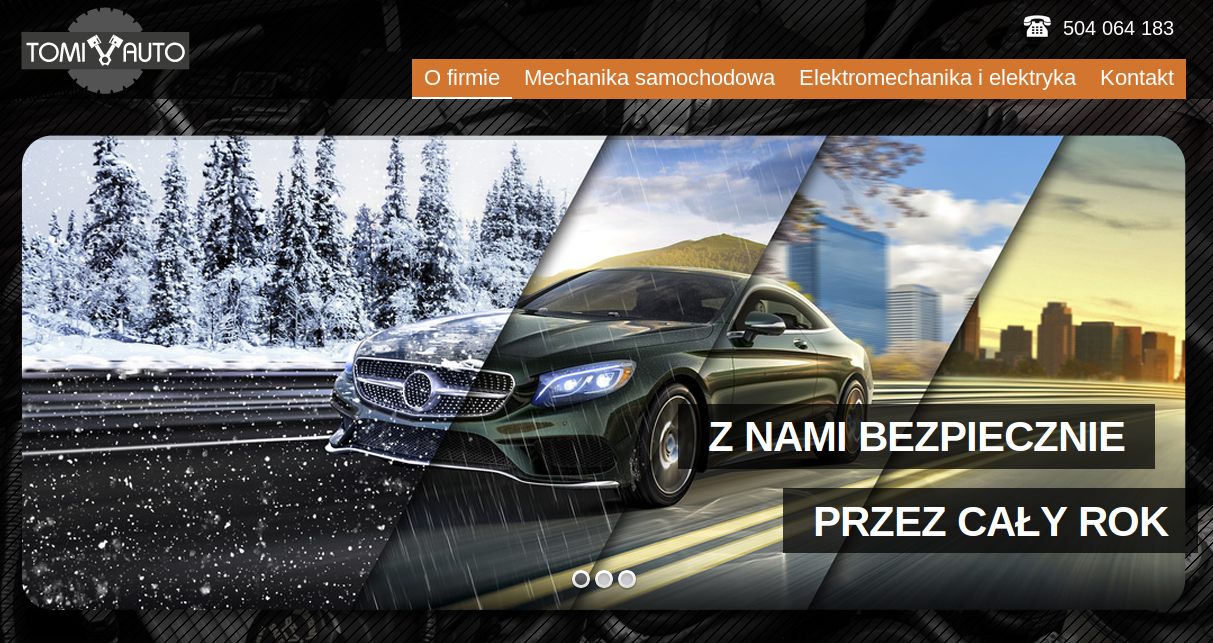 TOMI AUTO
504 064 183
O firmie Mechanika samochodowa Elektromechanika i elektryka Kontakt
Z NAMI BEZPIECZNIE
PRZEZ CAŁY ROK